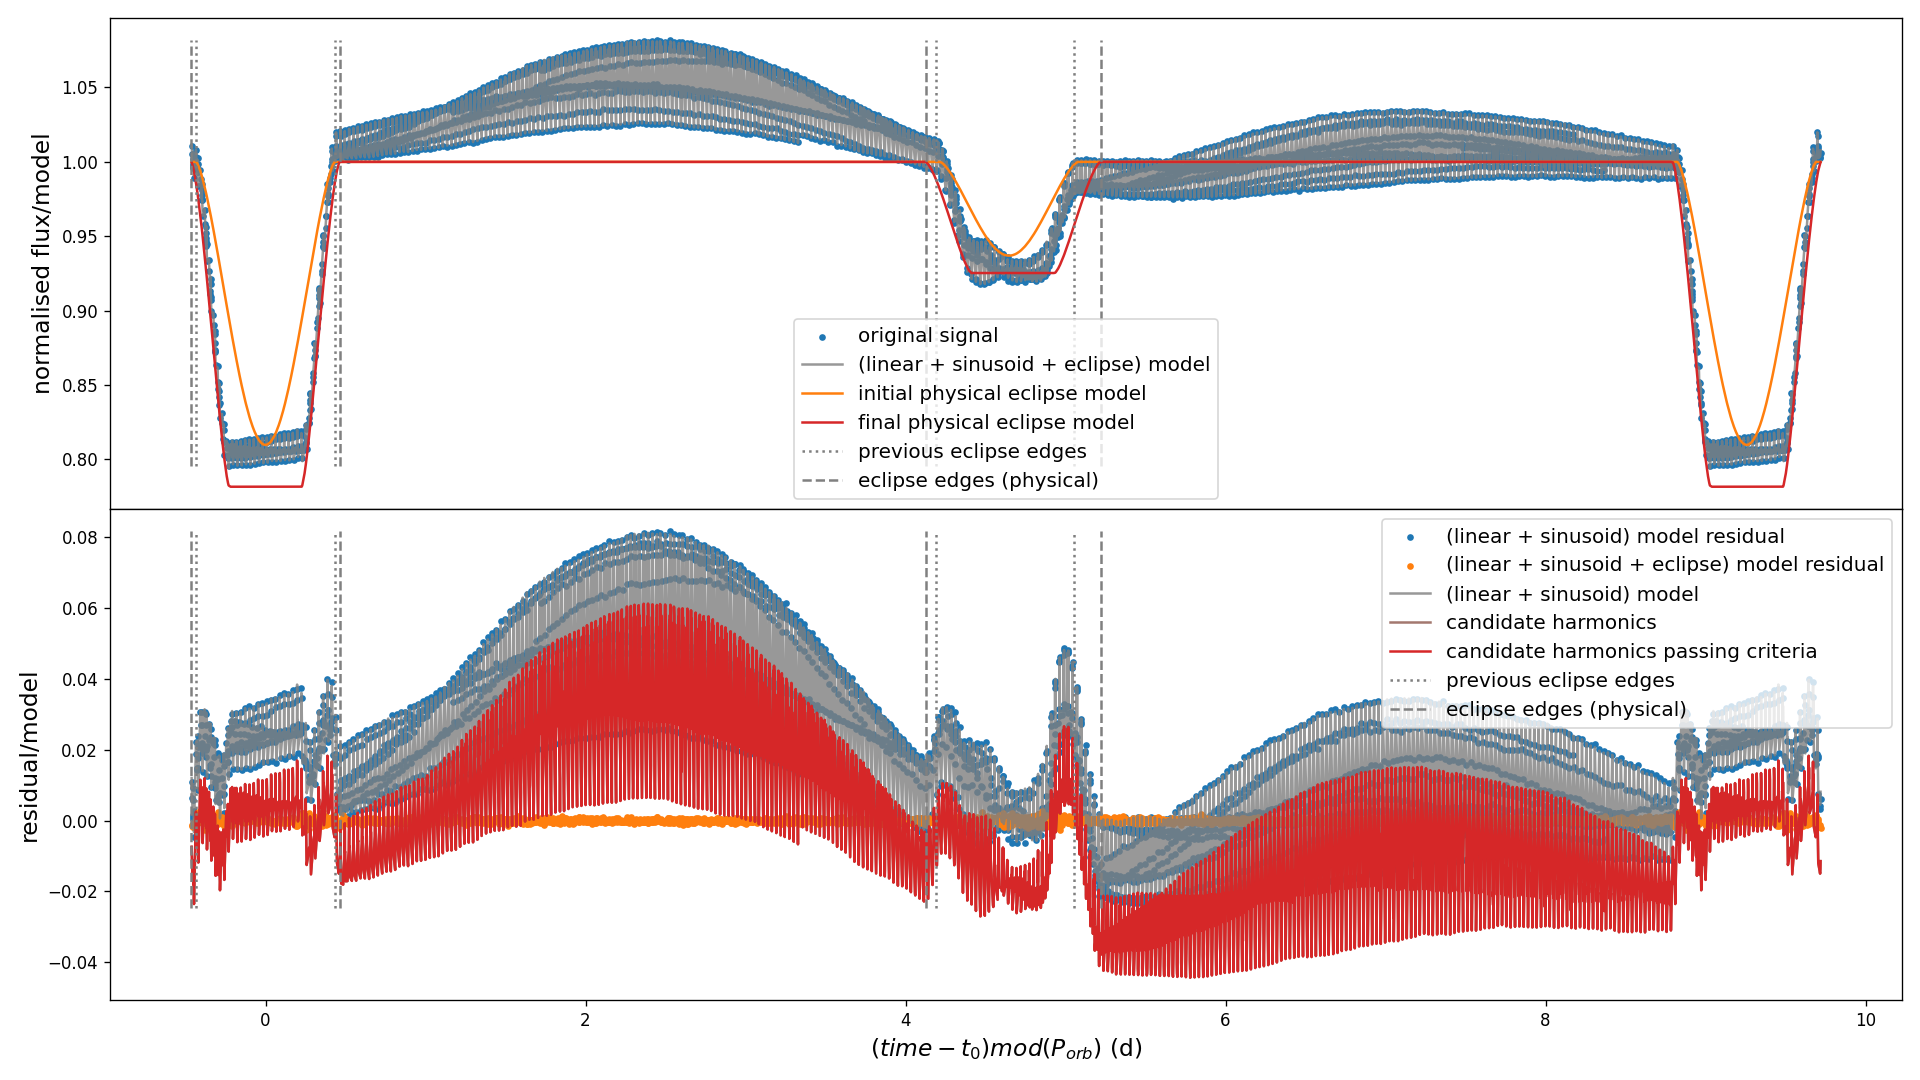 normalised flux/model
1.05
1.00
0.95
0.90
0.85
0.80
original signal
(linear + sinusoid + eclipse) model
initial physical eclipse model
final physical eclipse model
previous eclipse edges
eclipse edges (physical)
residual/model
0.08
0.06
0.04
0.02
0.00
−0.02
−0.04
(linear + sinusoid) model residual
(linear + sinusoid + eclipse) model residual
(linear + sinusoid) model
candidate harmonics
candidate harmonics passing criteria
previous eclipse edges
eclipse edges (physical)
0 2 4 6 8 10
(time − t₀)mod(P_orb) (d)